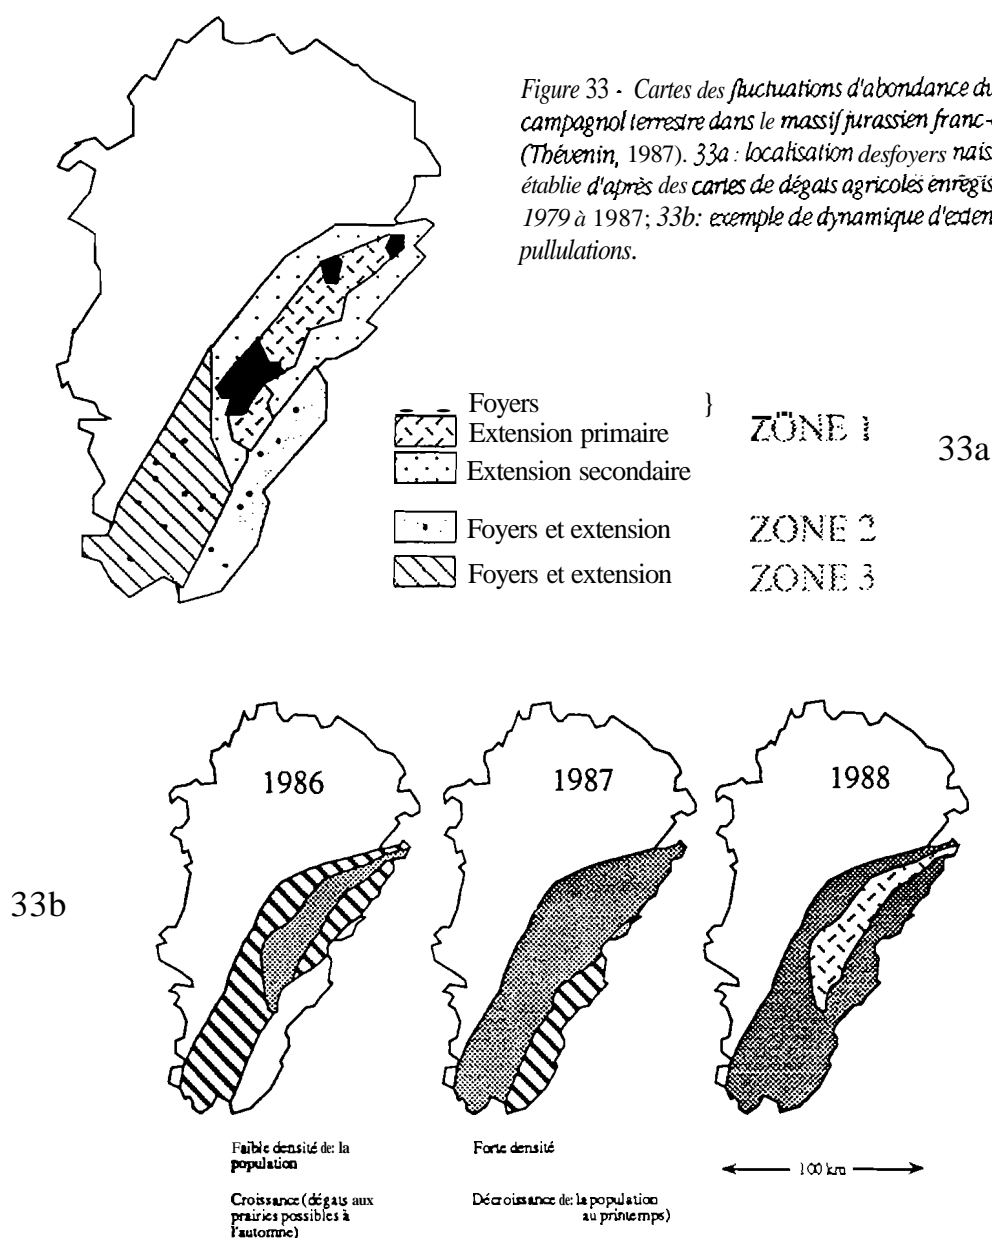 Figure 33 - Cartes des fluctuations d'abondance du
campagnol terrestre dans le massif jurassien franc-
(Thévenin, 1987). 33a : localisation desfoyers nais
établie d'après des cartes de dégats agricoles enregis
1979 à 1987; 33b: exemple de dynamique d'exten
pullulations.
Foyers }
Extension primaire
ZÖNE 1
33a
Extension secondaire
Foyers et extension
ZONE 2
Foyers et extension
ZONE 3
1986
1987
1988
33b
Faible densité de: la
population
Forte densité
100 km
Croissance (dégats aux
prairies possibles à
l'automne)
Décroissance de: la population
au printemps)